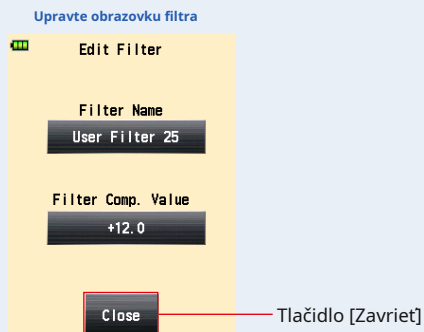 Upravte obrazovku filtra
Edit Filter
Filter Name
User Filter 25
Filter Comp. Value
+12.0
Close
Tlačidlo [Zavrieť]